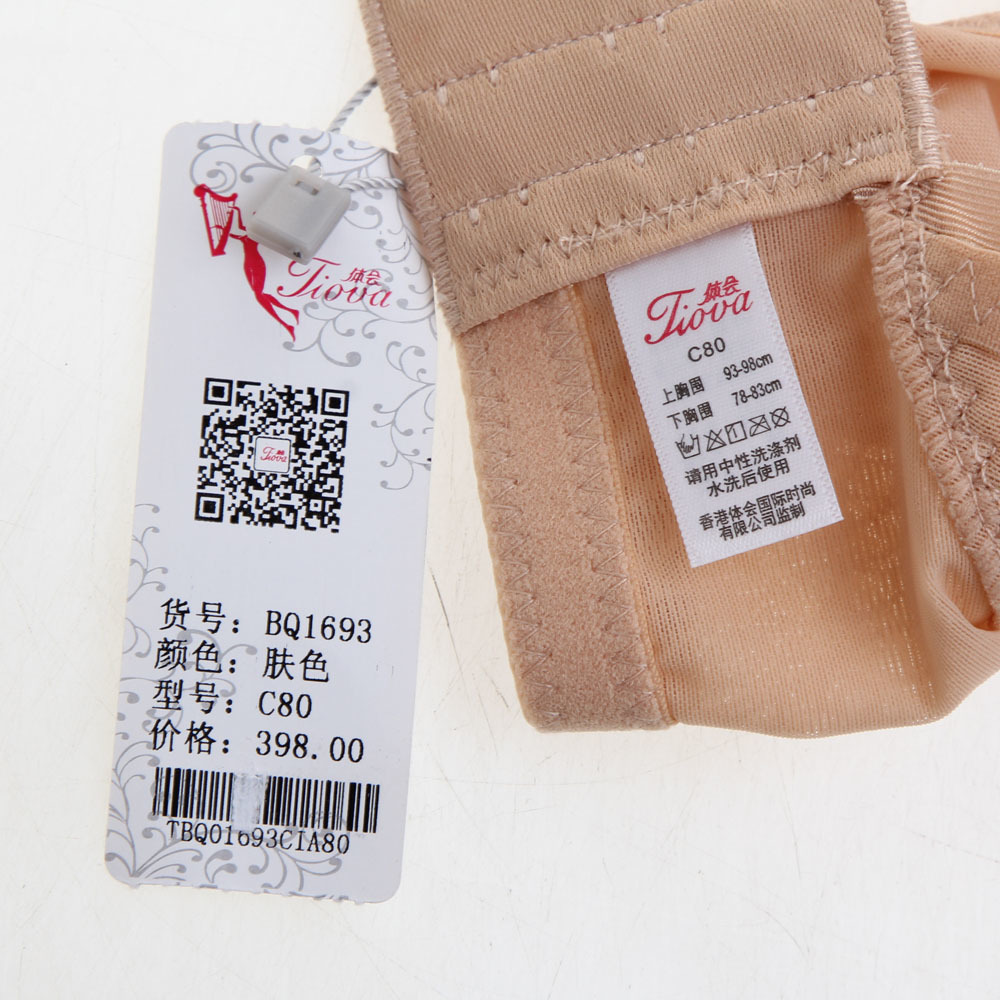 体会
Tiova
Tiova
货号: BQ1693
颜色: 肤色
型号: C80
价格: 398.00
TBQ01693C1A80
体会
Tiova
C80
上胸围 93-98cm
下胸围 78-83cm
请用中性洗涤剂
水洗后使用
香港体会国际时尚
有限公司监制